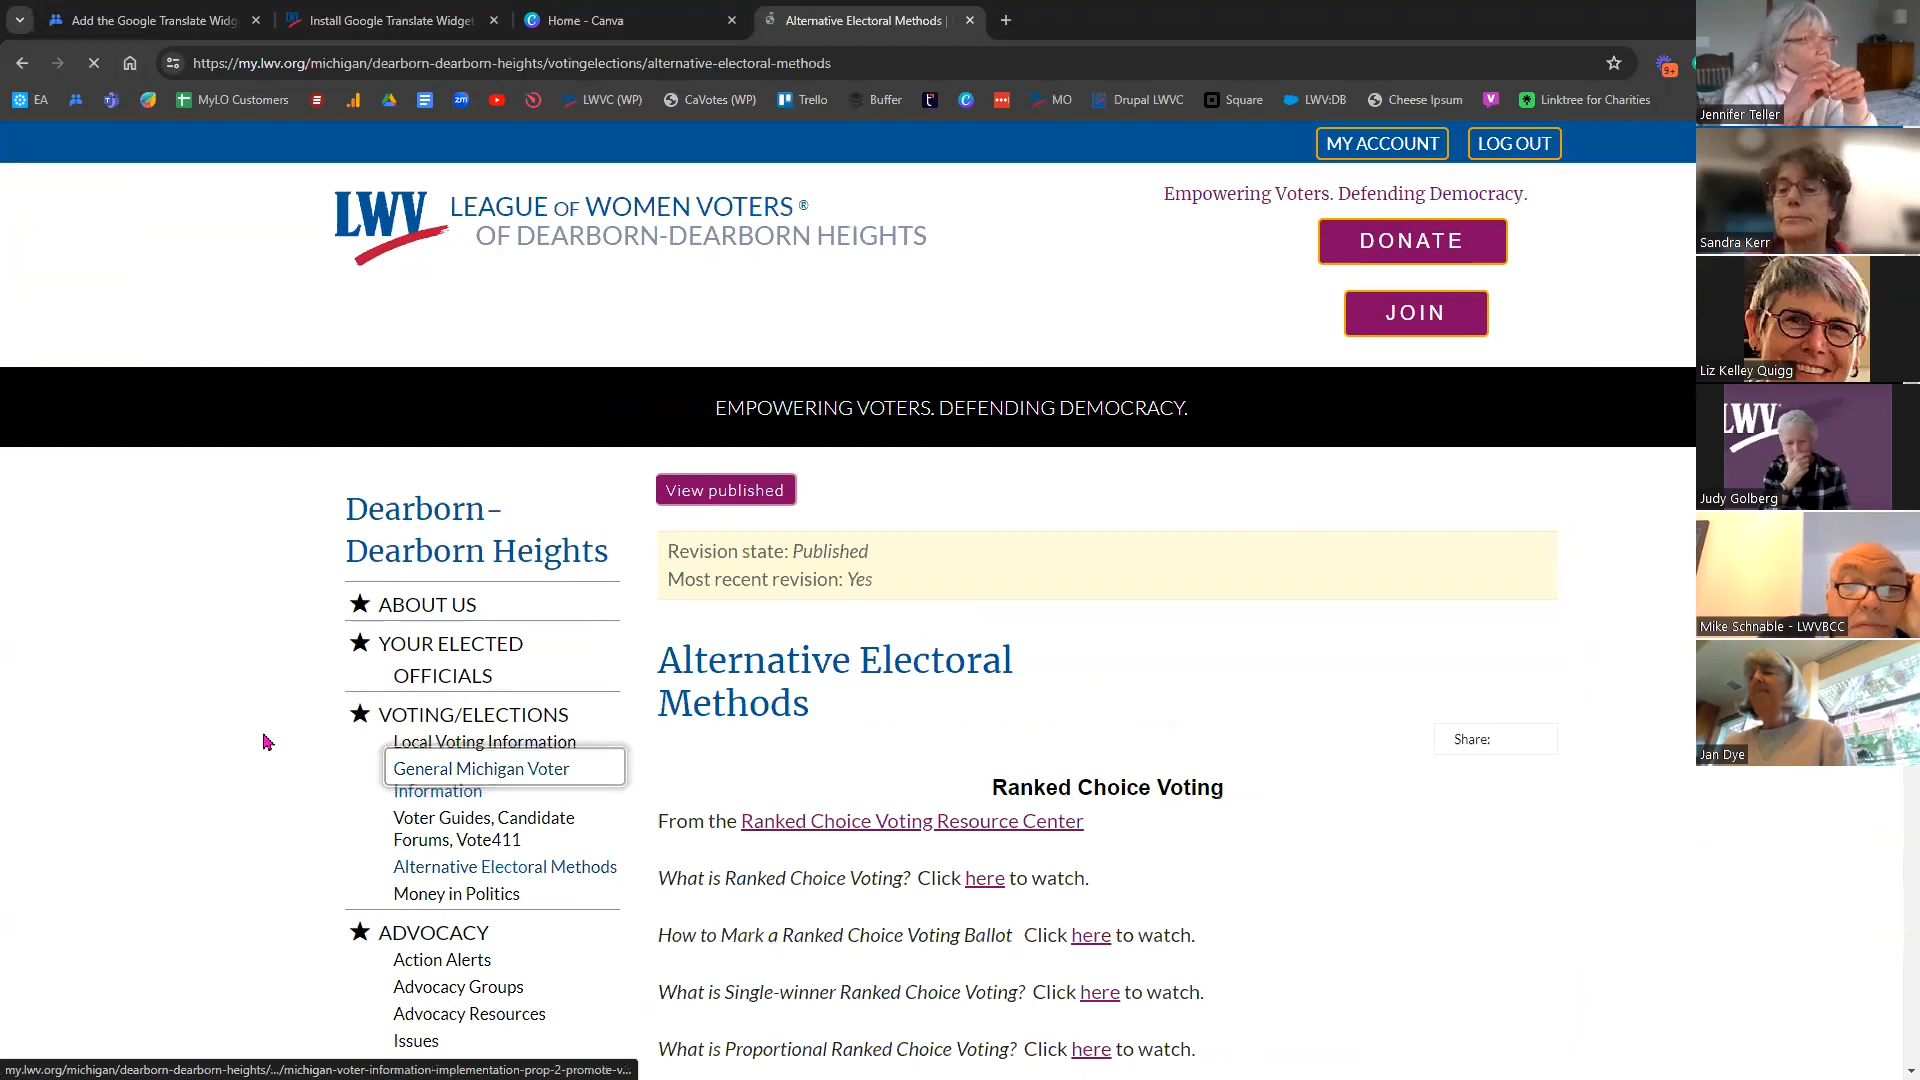 Add the Google Translate Widg
Install Google Translate Widget
Home - Canva
Alternative Electoral Methods |
https://my.lwv.org/michigan/dearborn-dearborn-heights/votingelections/alternative-electoral-methods
9+
EA
MyLO Customers
LWVC (WP)
CaVotes (WP)
Trello
Buffer
MO
Drupal LWVC
Square
LWV:DB
Cheese Ipsum
Linktree for Charities
MY ACCOUNT
LOG OUT
LWV
LEAGUE OF WOMEN VOTERS ®
OF DEARBORN-DEARBORN HEIGHTS
Empowering Voters. Defending Democracy.
DONATE
JOIN
EMPOWERING VOTERS. DEFENDING DEMOCRACY.
Dearborn-
Dearborn Heights
ABOUT US
YOUR ELECTED
OFFICIALS
VOTING/ELECTIONS
Local Voting Information
General Michigan Voter
Information
Voter Guides, Candidate
Forums, Vote411
Alternative Electoral Methods
Money in Politics
ADVOCACY
Action Alerts
Advocacy Groups
Advocacy Resources
Issues
View published
Revision state: Published
Most recent revision: Yes
Alternative Electoral
Methods
Share:
Ranked Choice Voting
From the Ranked Choice Voting Resource Center
What is Ranked Choice Voting? Click here to watch.
How to Mark a Ranked Choice Voting Ballot Click here to watch.
What is Single-winner Ranked Choice Voting? Click here to watch.
What is Proportional Ranked Choice Voting? Click here to watch.
my.lwv.org/michigan/dearborn-dearborn-heights/.../michigan-voter-information-implementation-prop-2-promote-v...
Jennifer Teller
Sandra Kerr
Liz Kelley Quigg
LWV
Judy Golberg
Mike Schnable - LWVBCC
Jan Dye